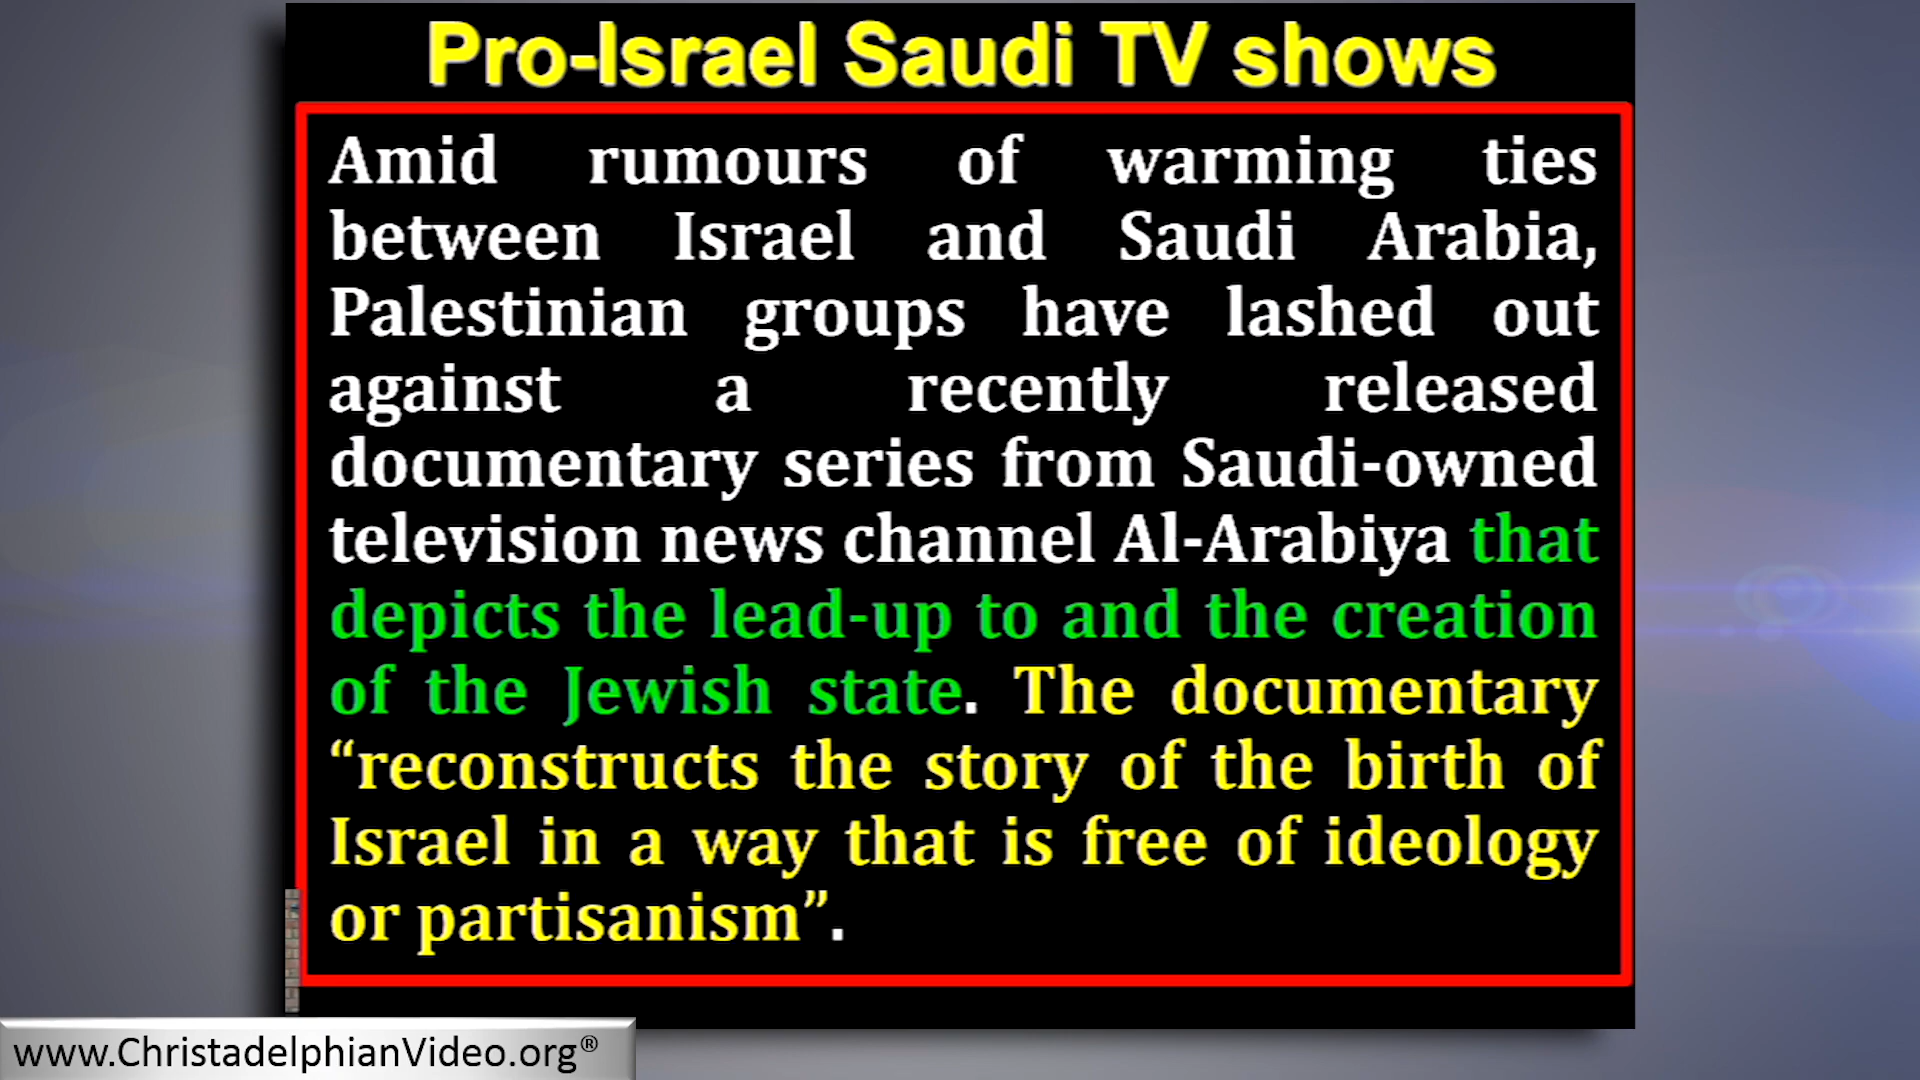 Pro-Israel Saudi TV shows
Amid rumours of warming ties
between Israel and Saudi Arabia,
Palestinian groups have lashed out
against a recently released
documentary series from Saudi-owned
television news channel Al-Arabiya that
depicts the lead-up to and the creation
of the Jewish state. The documentary
“reconstructs the story of the birth of
Israel in a way that is free of ideology
or partisanism”.
www.ChristadelphianVideo.org®